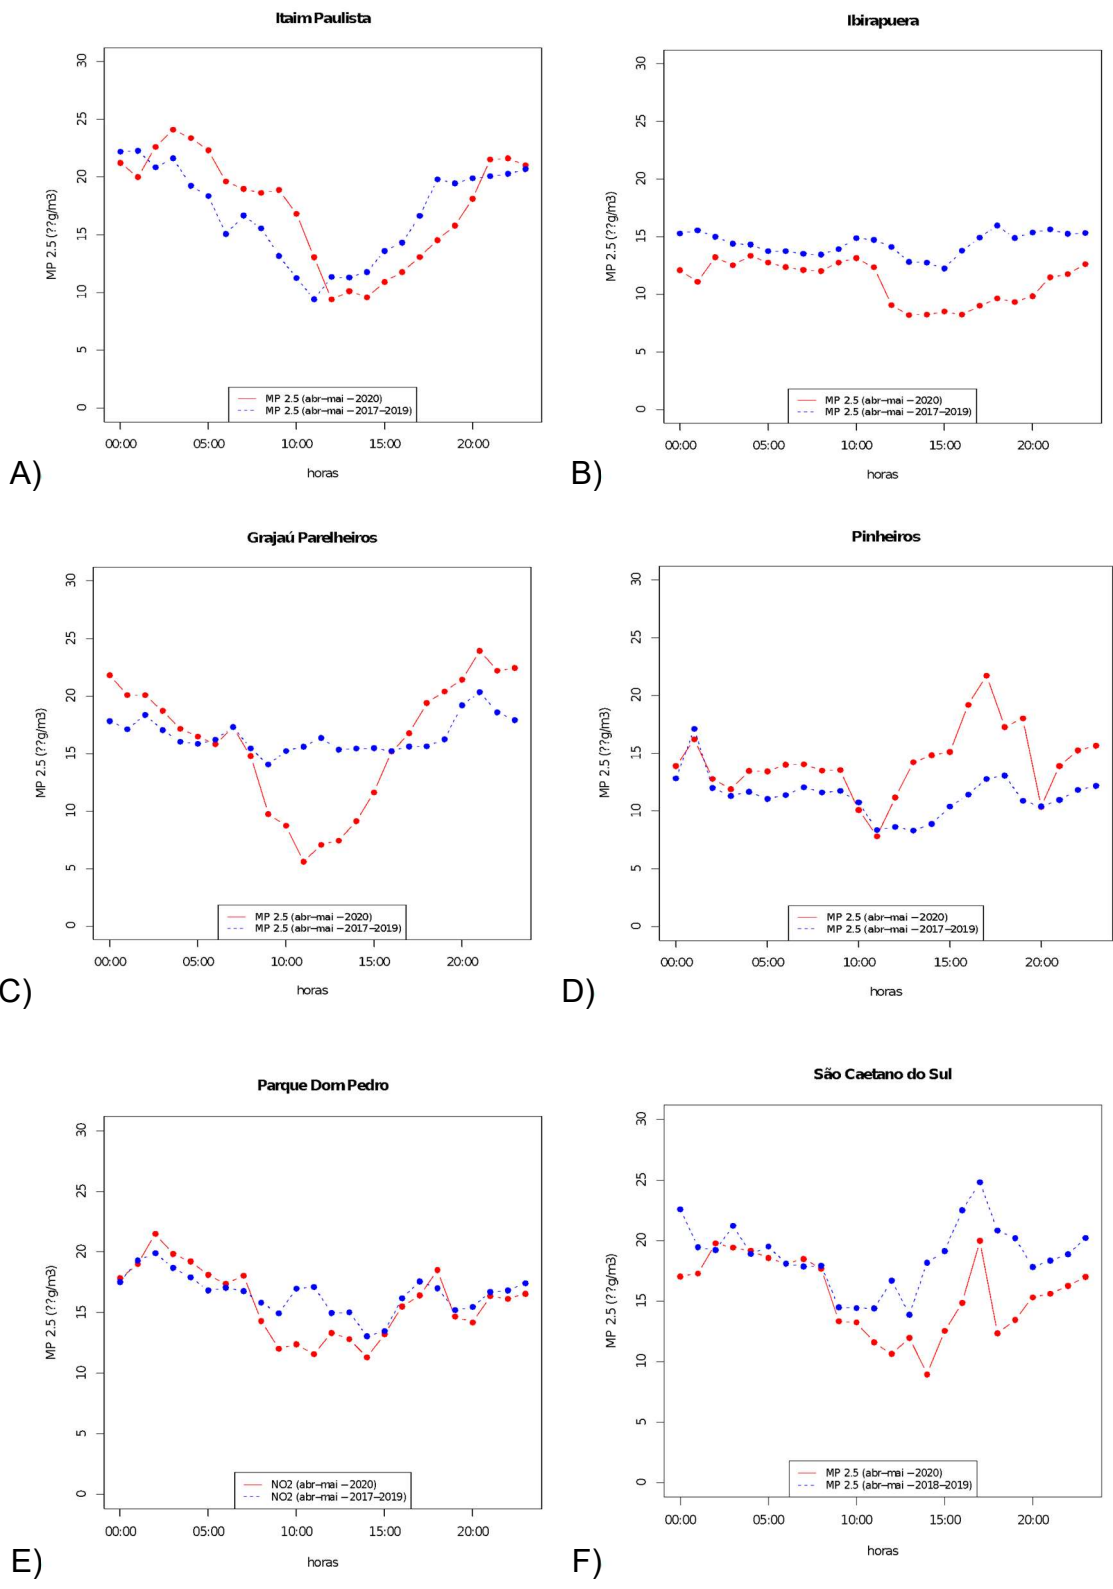 Itaim Paulista
MP 2.5 (??g/m3)
30
25
20
15
10
5
0
MP 2.5 (abr–mai – 2020)
MP 2.5 (abr–mai – 2017–2019)
00:00 05:00 10:00 15:00 20:00
horas
A)
Ibirapuera
MP 2.5 (??g/m3)
30
25
20
15
10
5
0
MP 2.5 (abr–mai – 2020)
MP 2.5 (abr–mai – 2017–2019)
00:00 05:00 10:00 15:00 20:00
horas
B)
Grajaú Parelheiros
MP 2.5 (??g/m3)
30
25
20
15
10
5
0
MP 2.5 (abr–mai – 2020)
MP 2.5 (abr–mai – 2017–2019)
00:00 05:00 10:00 15:00 20:00
horas
C)
Pinheiros
MP 2.5 (??g/m3)
30
25
20
15
10
5
0
MP 2.5 (abr–mai – 2020)
MP 2.5 (abr–mai – 2017–2019)
00:00 05:00 10:00 15:00 20:00
horas
D)
Parque Dom Pedro
MP 2.5 (??g/m3)
30
25
20
15
10
5
0
NO2 (abr–mai – 2020)
NO2 (abr–mai – 2017–2019)
00:00 05:00 10:00 15:00 20:00
horas
E)
São Caetano do Sul
MP 2.5 (??g/m3)
30
25
20
15
10
5
0
MP 2.5 (abr–mai – 2020)
MP 2.5 (abr–mai – 2018–2019)
00:00 05:00 10:00 15:00 20:00
horas
F)